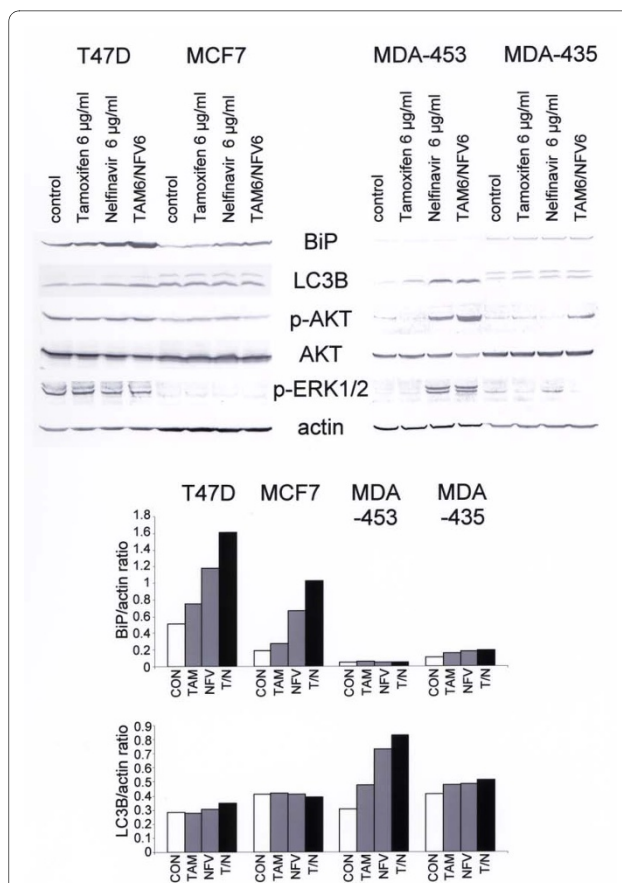 T47D MCF7 MDA-453 MDA-435
control Tamoxifen 6 µg/ml Nelfinavir 6 µg/ml TAM6/NFV6 control Tamoxifen 6 µg/ml Nelfinavir 6 µg/ml TAM6/NFV6 control Tamoxifen 6 µg/ml Nelfinavir 6 µg/ml TAM6/NFV6 control Tamoxifen 6 µg/ml Nelfinavir 6 µg/ml TAM6/NFV6
BiP
LC3B
p-AKT
AKT
p-ERK1/2
actin
T47D MCF7 MDA MDA
-453 -435
BiP/actin ratio
1.8
1.6
1.4
1.2
1
0.8
0.6
0.4
0.2
0
CON TAM NFV T/N CON TAM NFV T/N CON TAM NFV T/N CON TAM NFV T/N
LC3B/actin ratio
0.9
0.8
0.7
0.6
0.5
0.4
0.3
0.2
0.1
0
CON TAM NFV T/N CON TAM NFV T/N CON TAM NFV T/N CON TAM NFV T/N